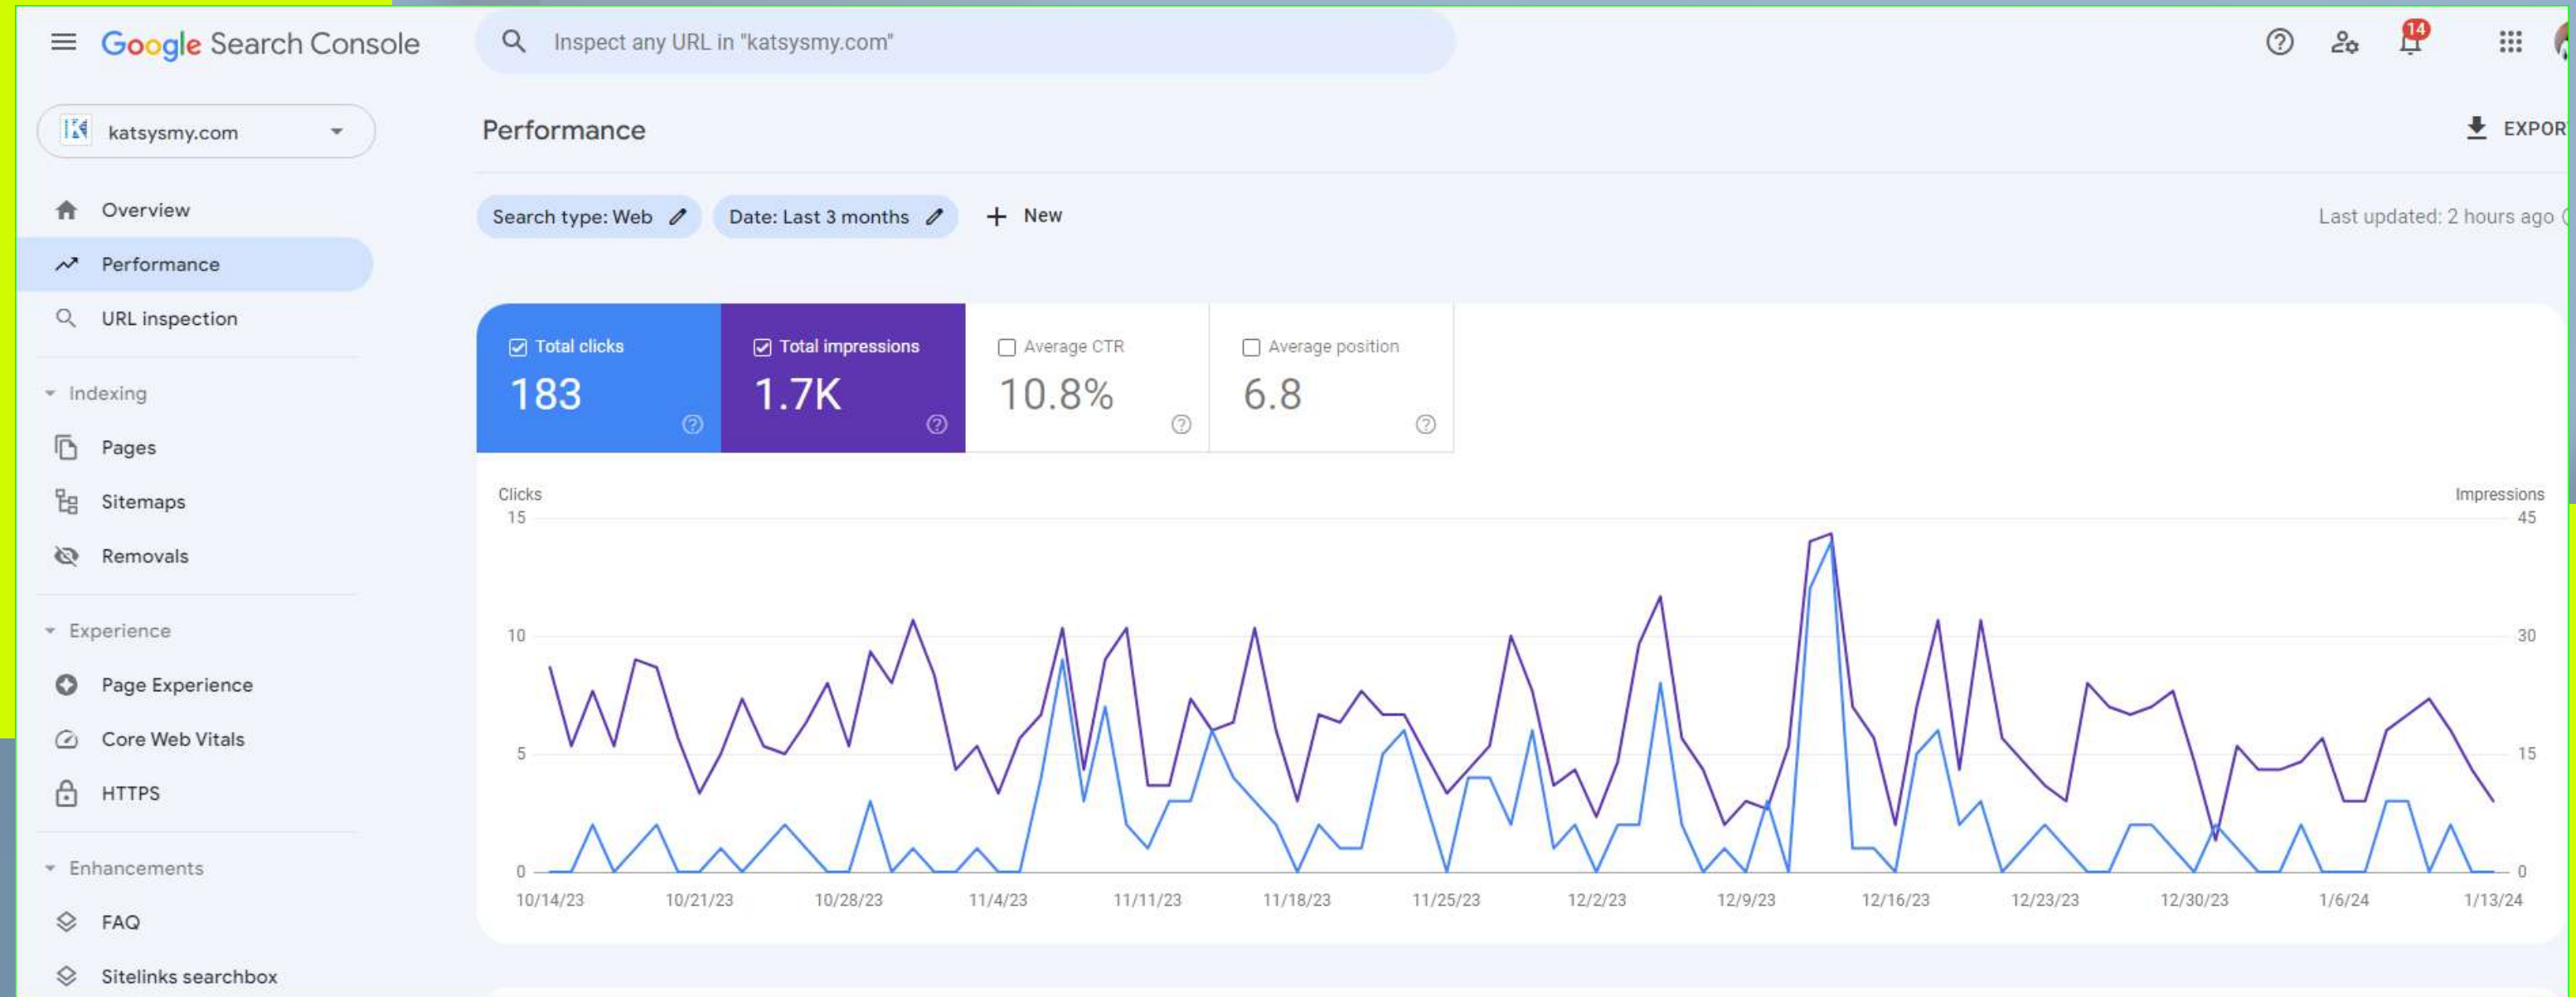 Google Search Console
Inspect any URL in "katsysmy.com"
14
katsysmy.com
Performance
EXPOR
Overview
Performance
URL inspection
Search type: Web
Date: Last 3 months
+ New
Last updated: 2 hours ago
Indexing
Pages
Sitemaps
Removals
Experience
Page Experience
Core Web Vitals
HTTPS
Enhancements
FAQ
Sitelinks searchbox
Total clicks
183
Total impressions
1.7K
Average CTR
10.8%
Average position
6.8
Clicks
15
10
5
0
Impressions
45
30
15
0
10/14/23 10/21/23 10/28/23 11/4/23 11/11/23 11/18/23 11/25/23 12/2/23 12/9/23 12/16/23 12/23/23 12/30/23 1/6/24 1/13/24